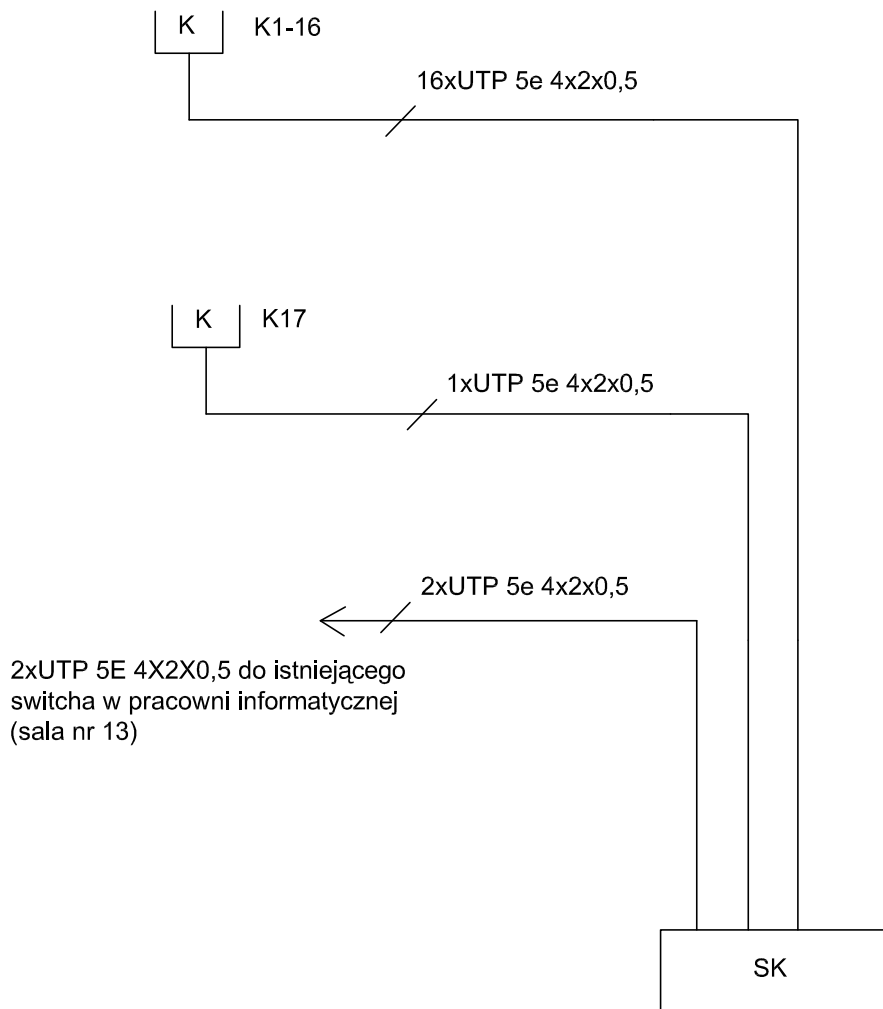 K K1-16
16xUTP 5e 4x2x0,5
K K17
1xUTP 5e 4x2x0,5
2xUTP 5e 4x2x0,5
2xUTP 5E 4X2X0,5 do istniejącego
switcha w pracowni informatycznej
(sala nr 13)
SK